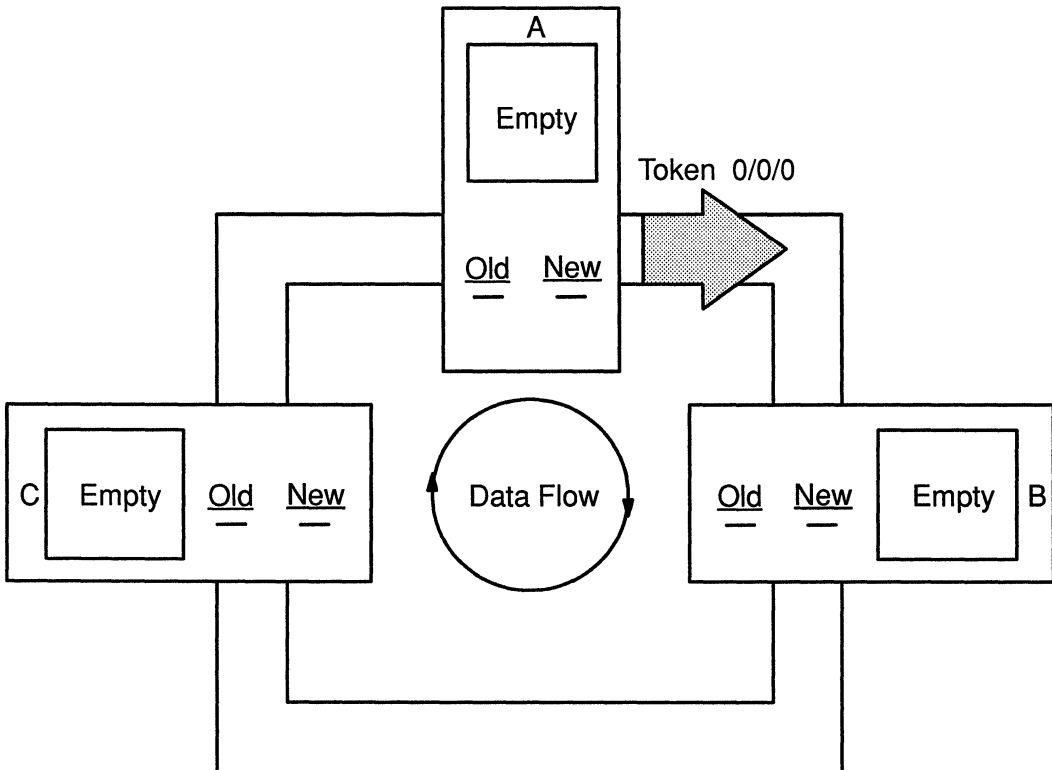 A
Empty
Token 0/0/0
Old New
C Empty Old New
Data Flow
Old New Empty B